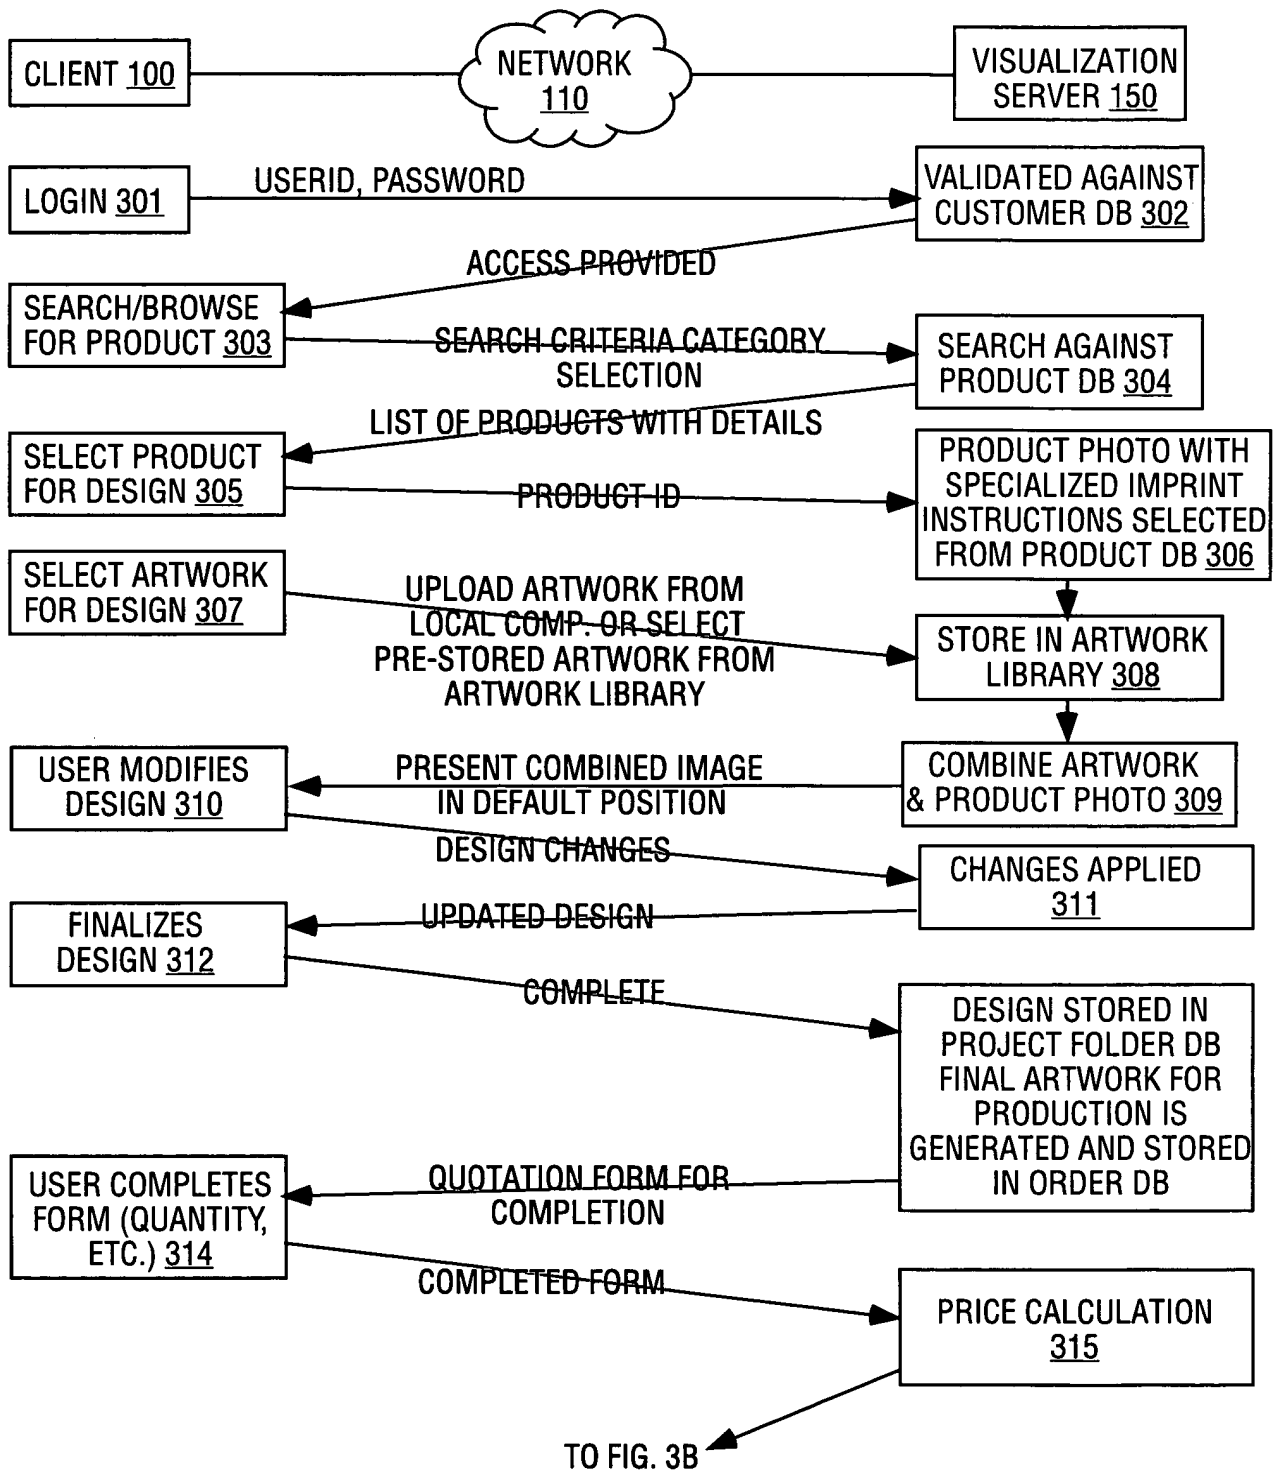 CLIENT 100
NETWORK
110
VISUALIZATION
SERVER 150
LOGIN 301
USERID, PASSWORD
VALIDATED AGAINST
CUSTOMER DB 302
ACCESS PROVIDED
SEARCH/BROWSE
FOR PRODUCT 303
SEARCH CRITERIA CATEGORY
SELECTION
SEARCH AGAINST
PRODUCT DB 304
LIST OF PRODUCTS WITH DETAILS
SELECT PRODUCT
FOR DESIGN 305
PRODUCT ID
PRODUCT PHOTO WITH
SPECIALIZED IMPRINT
INSTRUCTIONS SELECTED
FROM PRODUCT DB 306
SELECT ARTWORK
FOR DESIGN 307
UPLOAD ARTWORK FROM
LOCAL COMP. OR SELECT
PRE-STORED ARTWORK FROM
ARTWORK LIBRARY
STORE IN ARTWORK
LIBRARY 308
USER MODIFIES
DESIGN 310
PRESENT COMBINED IMAGE
IN DEFAULT POSITION
COMBINE ARTWORK
& PRODUCT PHOTO 309
DESIGN CHANGES
CHANGES APPLIED
311
FINALIZES
DESIGN 312
UPDATED DESIGN
COMPLETE
DESIGN STORED IN
PROJECT FOLDER DB
FINAL ARTWORK FOR
PRODUCTION IS
GENERATED AND STORED
IN ORDER DB
USER COMPLETES
FORM (QUANTITY,
ETC.) 314
QUOTATION FORM FOR
COMPLETION
COMPLETED FORM
PRICE CALCULATION
315
TO FIG. 3B